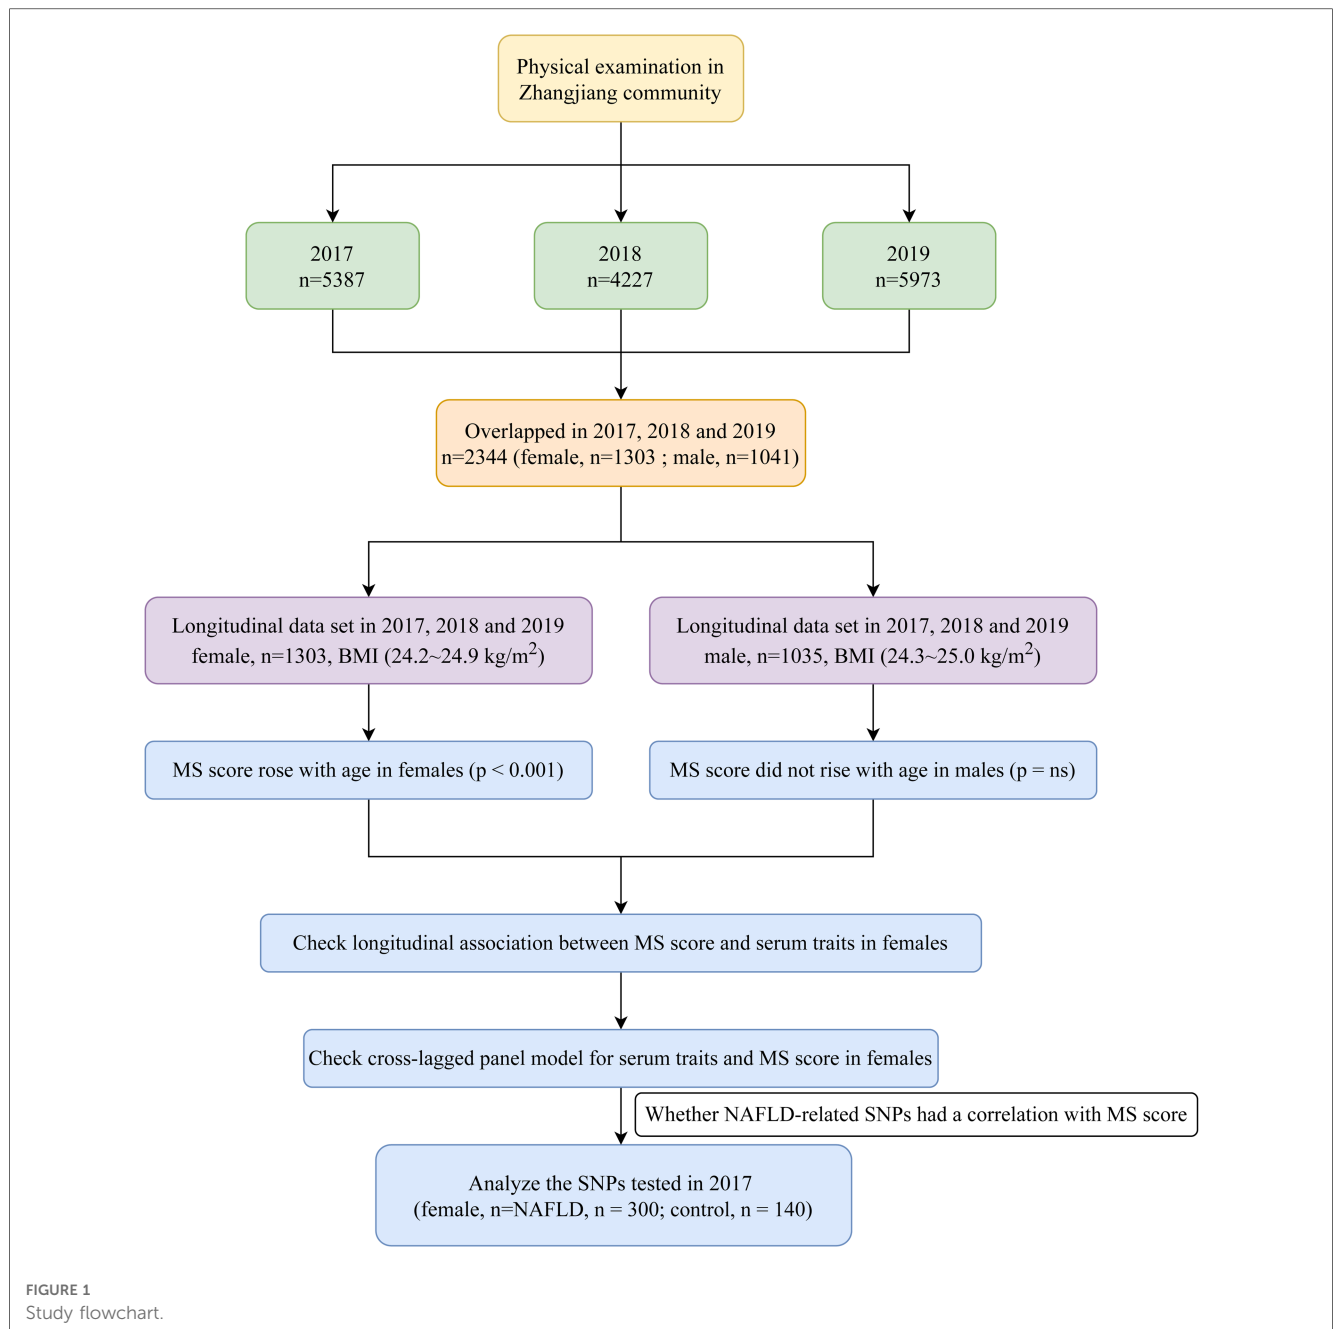 Physical examination in
Zhangjiang community
2017
n=5387
2018
n=4227
2019
n=5973
Overlapped in 2017, 2018 and 2019
n=2344 (female, n=1303 ; male, n=1041)
Longitudinal data set in 2017, 2018 and 2019
female, n=1303, BMI (24.2~24.9 kg/m²)
Longitudinal data set in 2017, 2018 and 2019
male, n=1035, BMI (24.3~25.0 kg/m²)
MS score rose with age in females (p < 0.001)
MS score did not rise with age in males (p = ns)
Check longitudinal association between MS score and serum traits in females
Check cross-lagged panel model for serum traits and MS score in females
Whether NAFLD-related SNPs had a correlation with MS score
Analyze the SNPs tested in 2017
(female, n=NAFLD, n = 300; control, n = 140)
FIGURE 1
Study flowchart.